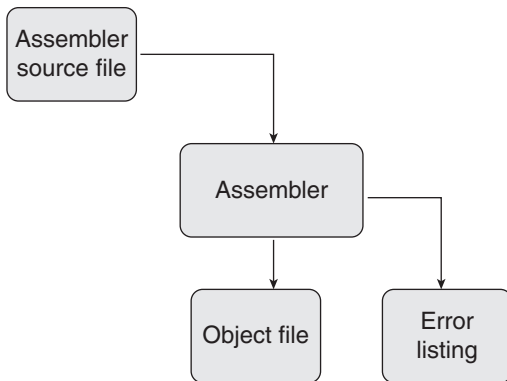 Assembler
source file
Assembler
Object file
Error
listing